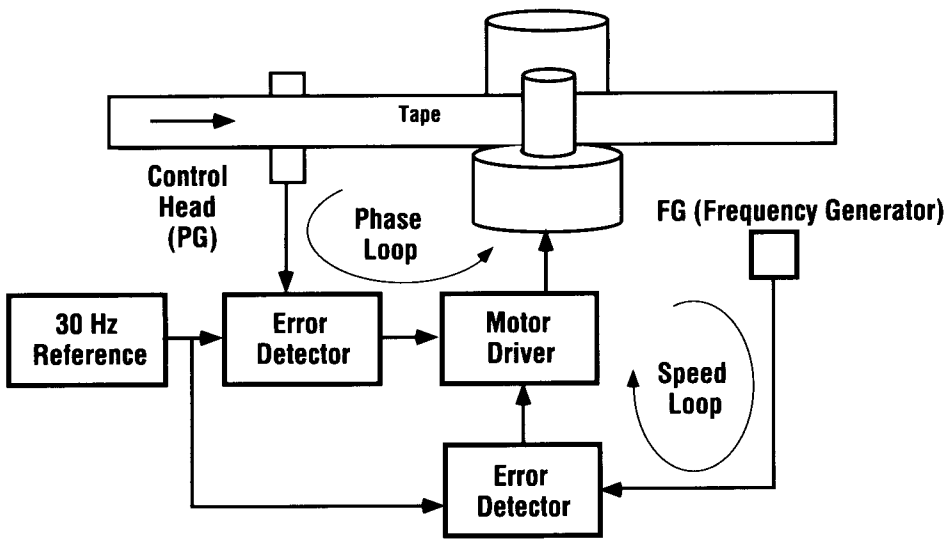 Tape
Control
Head
(PG)
Phase
Loop
FG (Frequency Generator)
30 Hz
Reference
Error
Detector
Motor
Driver
Speed
Loop
Error
Detector